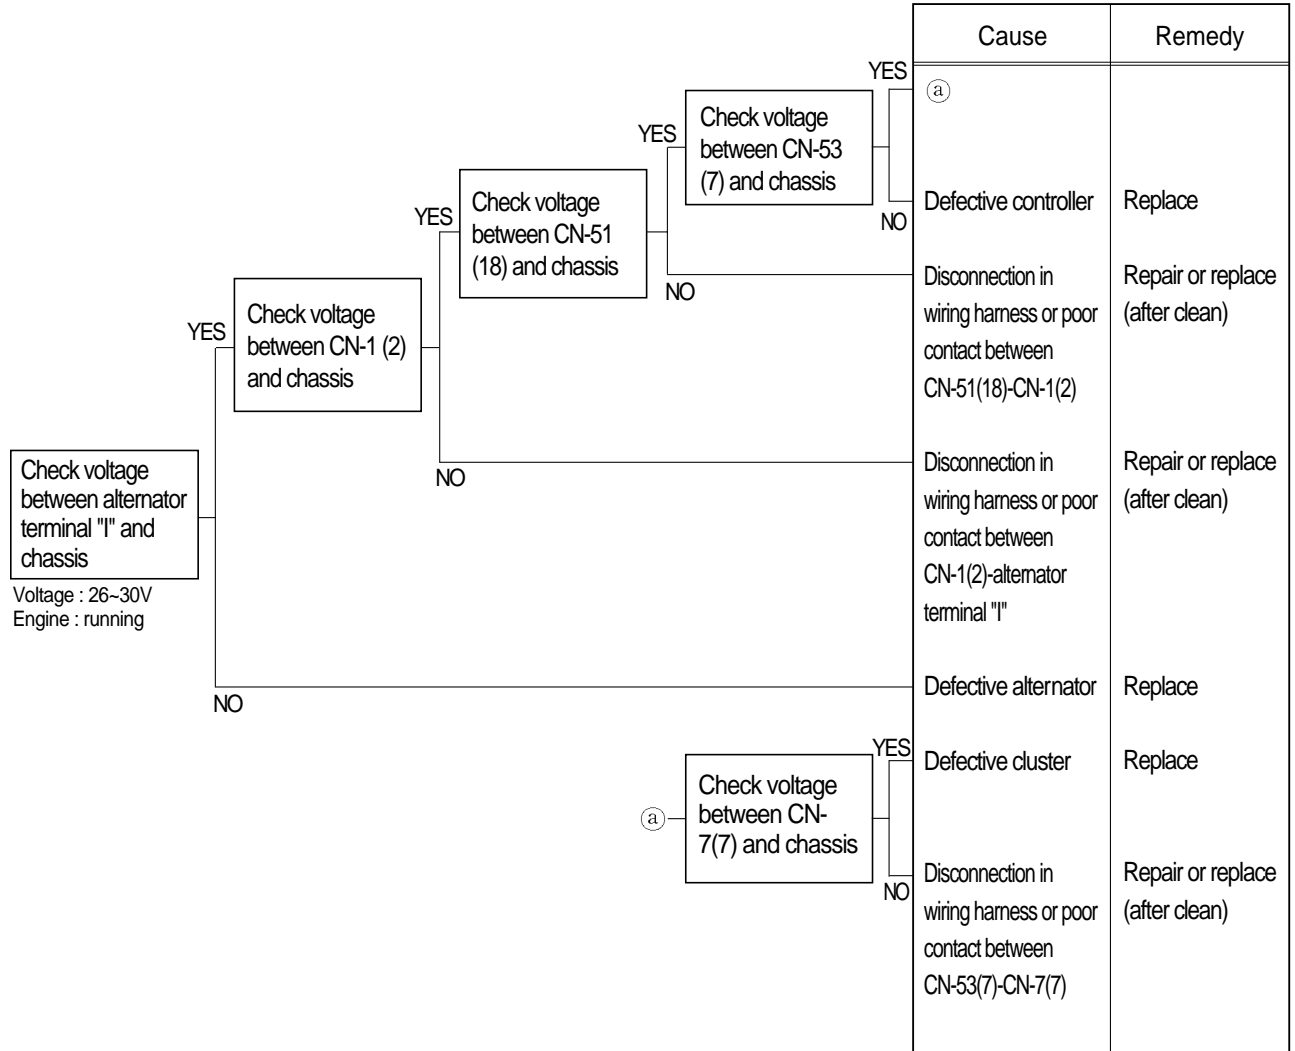 Cause
Remedy
YES
ⓐ
Check voltage
between CN-53
(7) and chassis
YES
NO
Defective controller
Replace
Check voltage
between CN-51
(18) and chassis
YES
NO
Disconnection in
wiring harness or poor
contact between
CN-51(18)-CN-1(2)
Repair or replace
(after clean)
Check voltage
between CN-1 (2)
and chassis
YES
NO
Disconnection in
wiring harness or poor
contact between
CN-1(2)-alternator
terminal "I"
Repair or replace
(after clean)
Check voltage
between alternator
terminal "I" and
chassis
Voltage : 26~30V
Engine : running
NO
Defective alternator
Replace
YES
Defective cluster
Replace
ⓐ
Check voltage
between CN-
7(7) and chassis
NO
Disconnection in
wiring harness or poor
contact between
CN-53(7)-CN-7(7)
Repair or replace
(after clean)